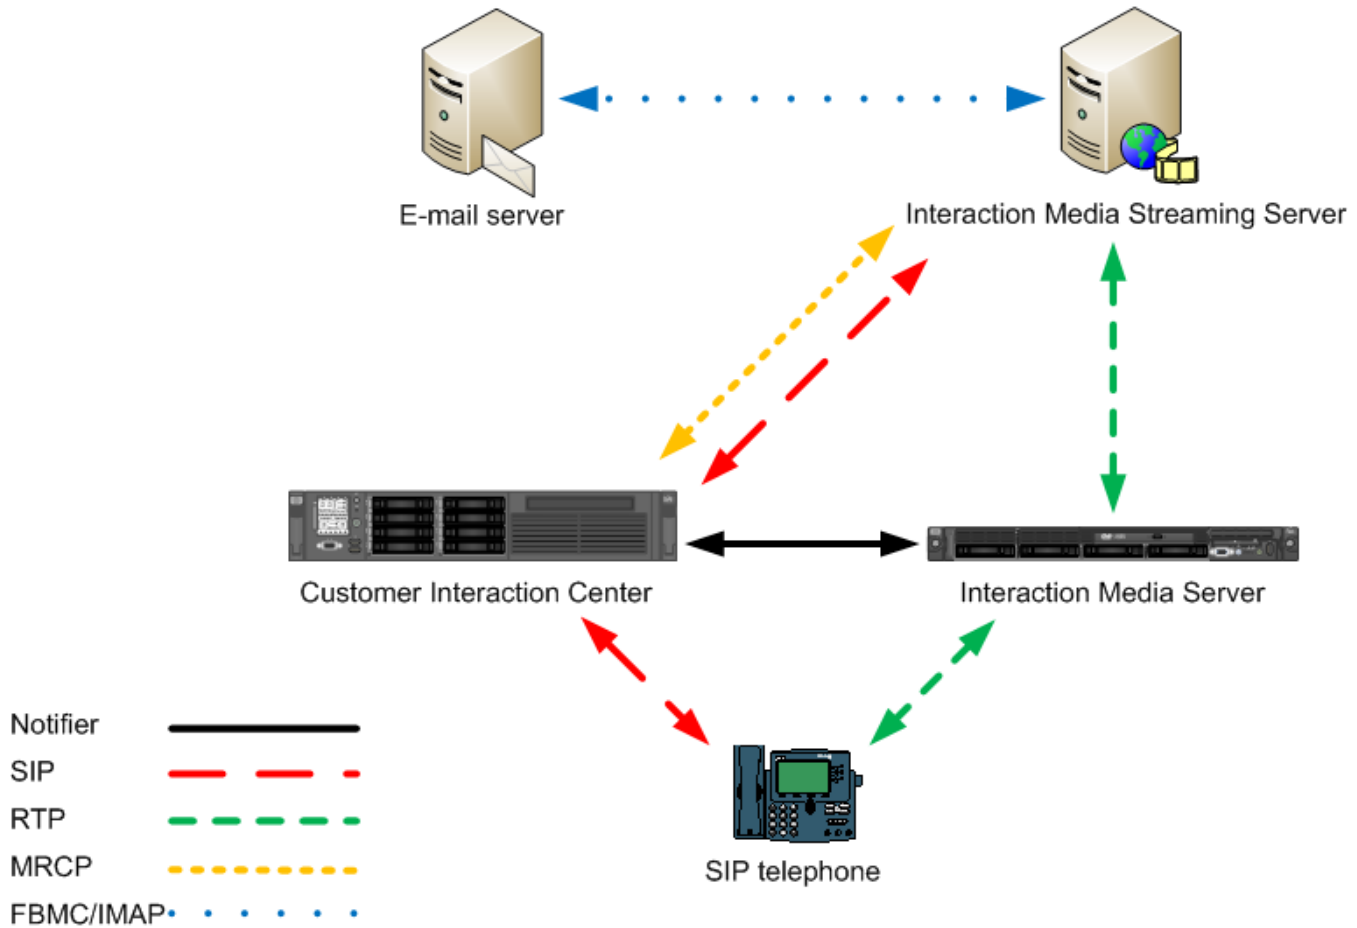 E-mail server
Interaction Media Streaming Server
Customer Interaction Center
Interaction Media Server
SIP telephone
Notifier
SIP
RTP
MRCP
FBMC/IMAP